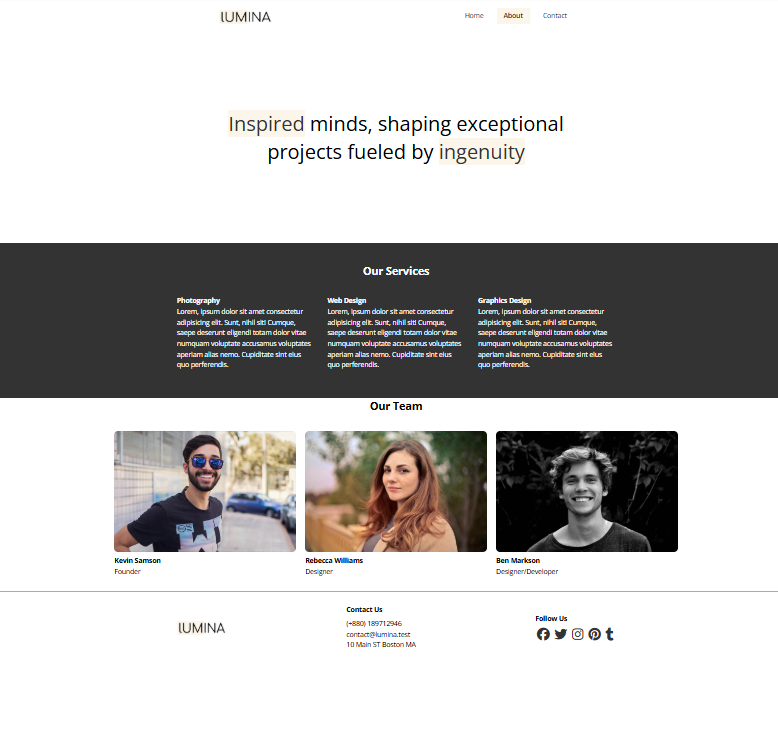 lUMINA
Home About Contact
Inspired minds, shaping exceptional
projects fueled by ingenuity
Our Services
Photography
Lorem, ipsum dolor sit amet consectetur
adipisicing elit. Sunt, nihil siti Cumque,
saepe deserunt eligendi totam dolor vitae
numquam voluptate accusamus voluptates
aperiam alias nemo. Cupiditate sint eius
quo perferendis.
Web Design
Lorem, ipsum dolor sit amet consectetur
adipisicing elit. Sunt, nihil siti Cumque,
saepe deserunt eligendi totam dolor vitae
numquam voluptate accusamus voluptates
aperiam alias nemo. Cupiditate sint eius
quo perferendis.
Graphics Design
Lorem, ipsum dolor sit amet consectetur
adipisicing elit. Sunt, nihil siti Cumque,
saepe deserunt eligendi totam dolor vitae
numquam voluptate accusamus voluptates
aperiam alias nemo. Cupiditate sint eius
quo perferendis.
Our Team
Kevin Samson
Founder
Rebecca Williams
Designer
Ben Markson
Designer/Developer
lUMINA
Contact Us
(+880) 189712946
contact@lumina.test
10 Main ST Boston MA
Follow Us